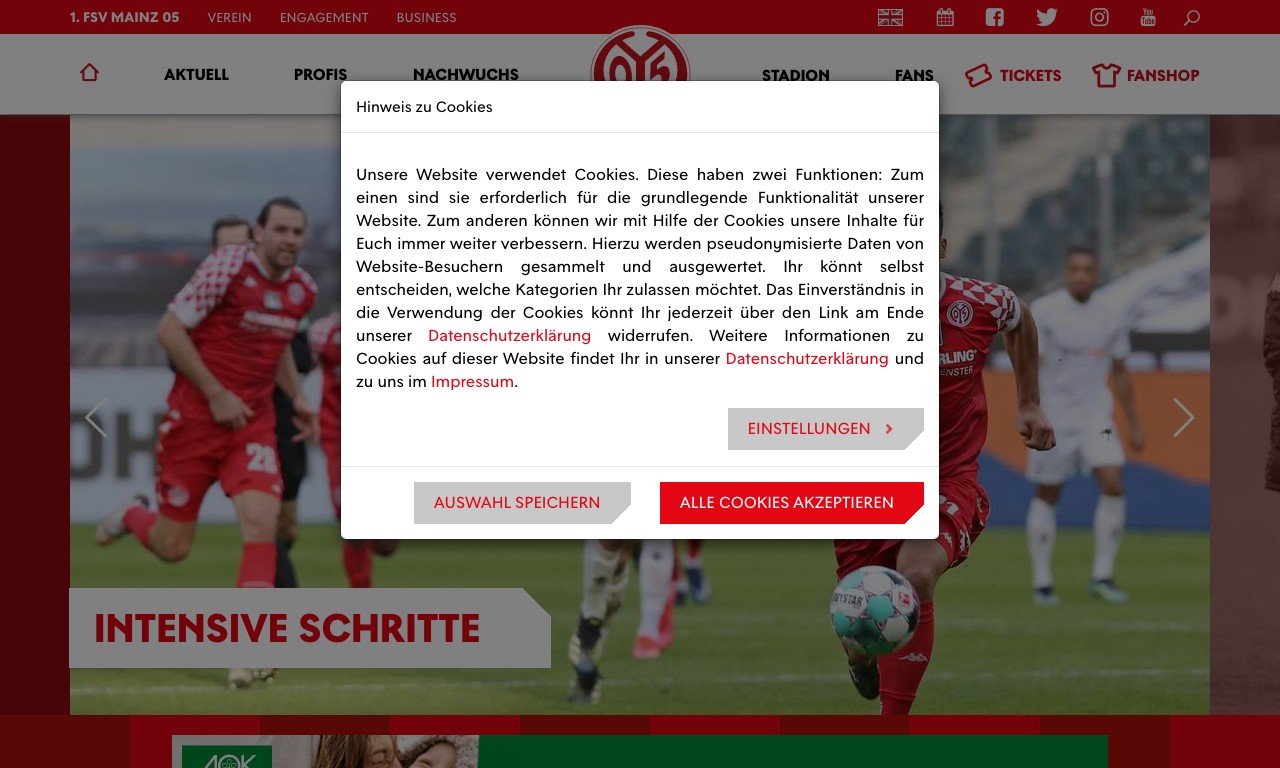 1. FSV MAINZ 05 VEREIN ENGAGEMENT BUSINESS
You Tube
AKTUELL PROFIS NACHWUCHS STADION FANS TICKETS FANSHOP
Hinweis zu Cookies
Unsere Website verwendet Cookies. Diese haben zwei Funktionen: Zum
einen sind sie erforderlich für die grundlegende Funktionalität unserer
Website. Zum anderen können wir mit Hilfe der Cookies unsere Inhalte für
Euch immer weiter verbessern. Hierzu werden pseudonymisierte Daten von
Website-Besuchern gesammelt und ausgewertet. Ihr könnt selbst
entscheiden, welche Kategorien Ihr zulassen möchtet. Das Einverständnis in
die Verwendung der Cookies könnt Ihr jederzeit über den Link am Ende
unserer Datenschutzerklärung widerrufen. Weitere Informationen zu
Cookies auf dieser Website findet Ihr in unserer Datenschutzerklärung und
zu uns im Impressum.
EINSTELLUNGEN
AUSWAHL SPEICHERN
ALLE COOKIES AKZEPTIEREN
28
INTENSIVE SCHRITTE
AOK